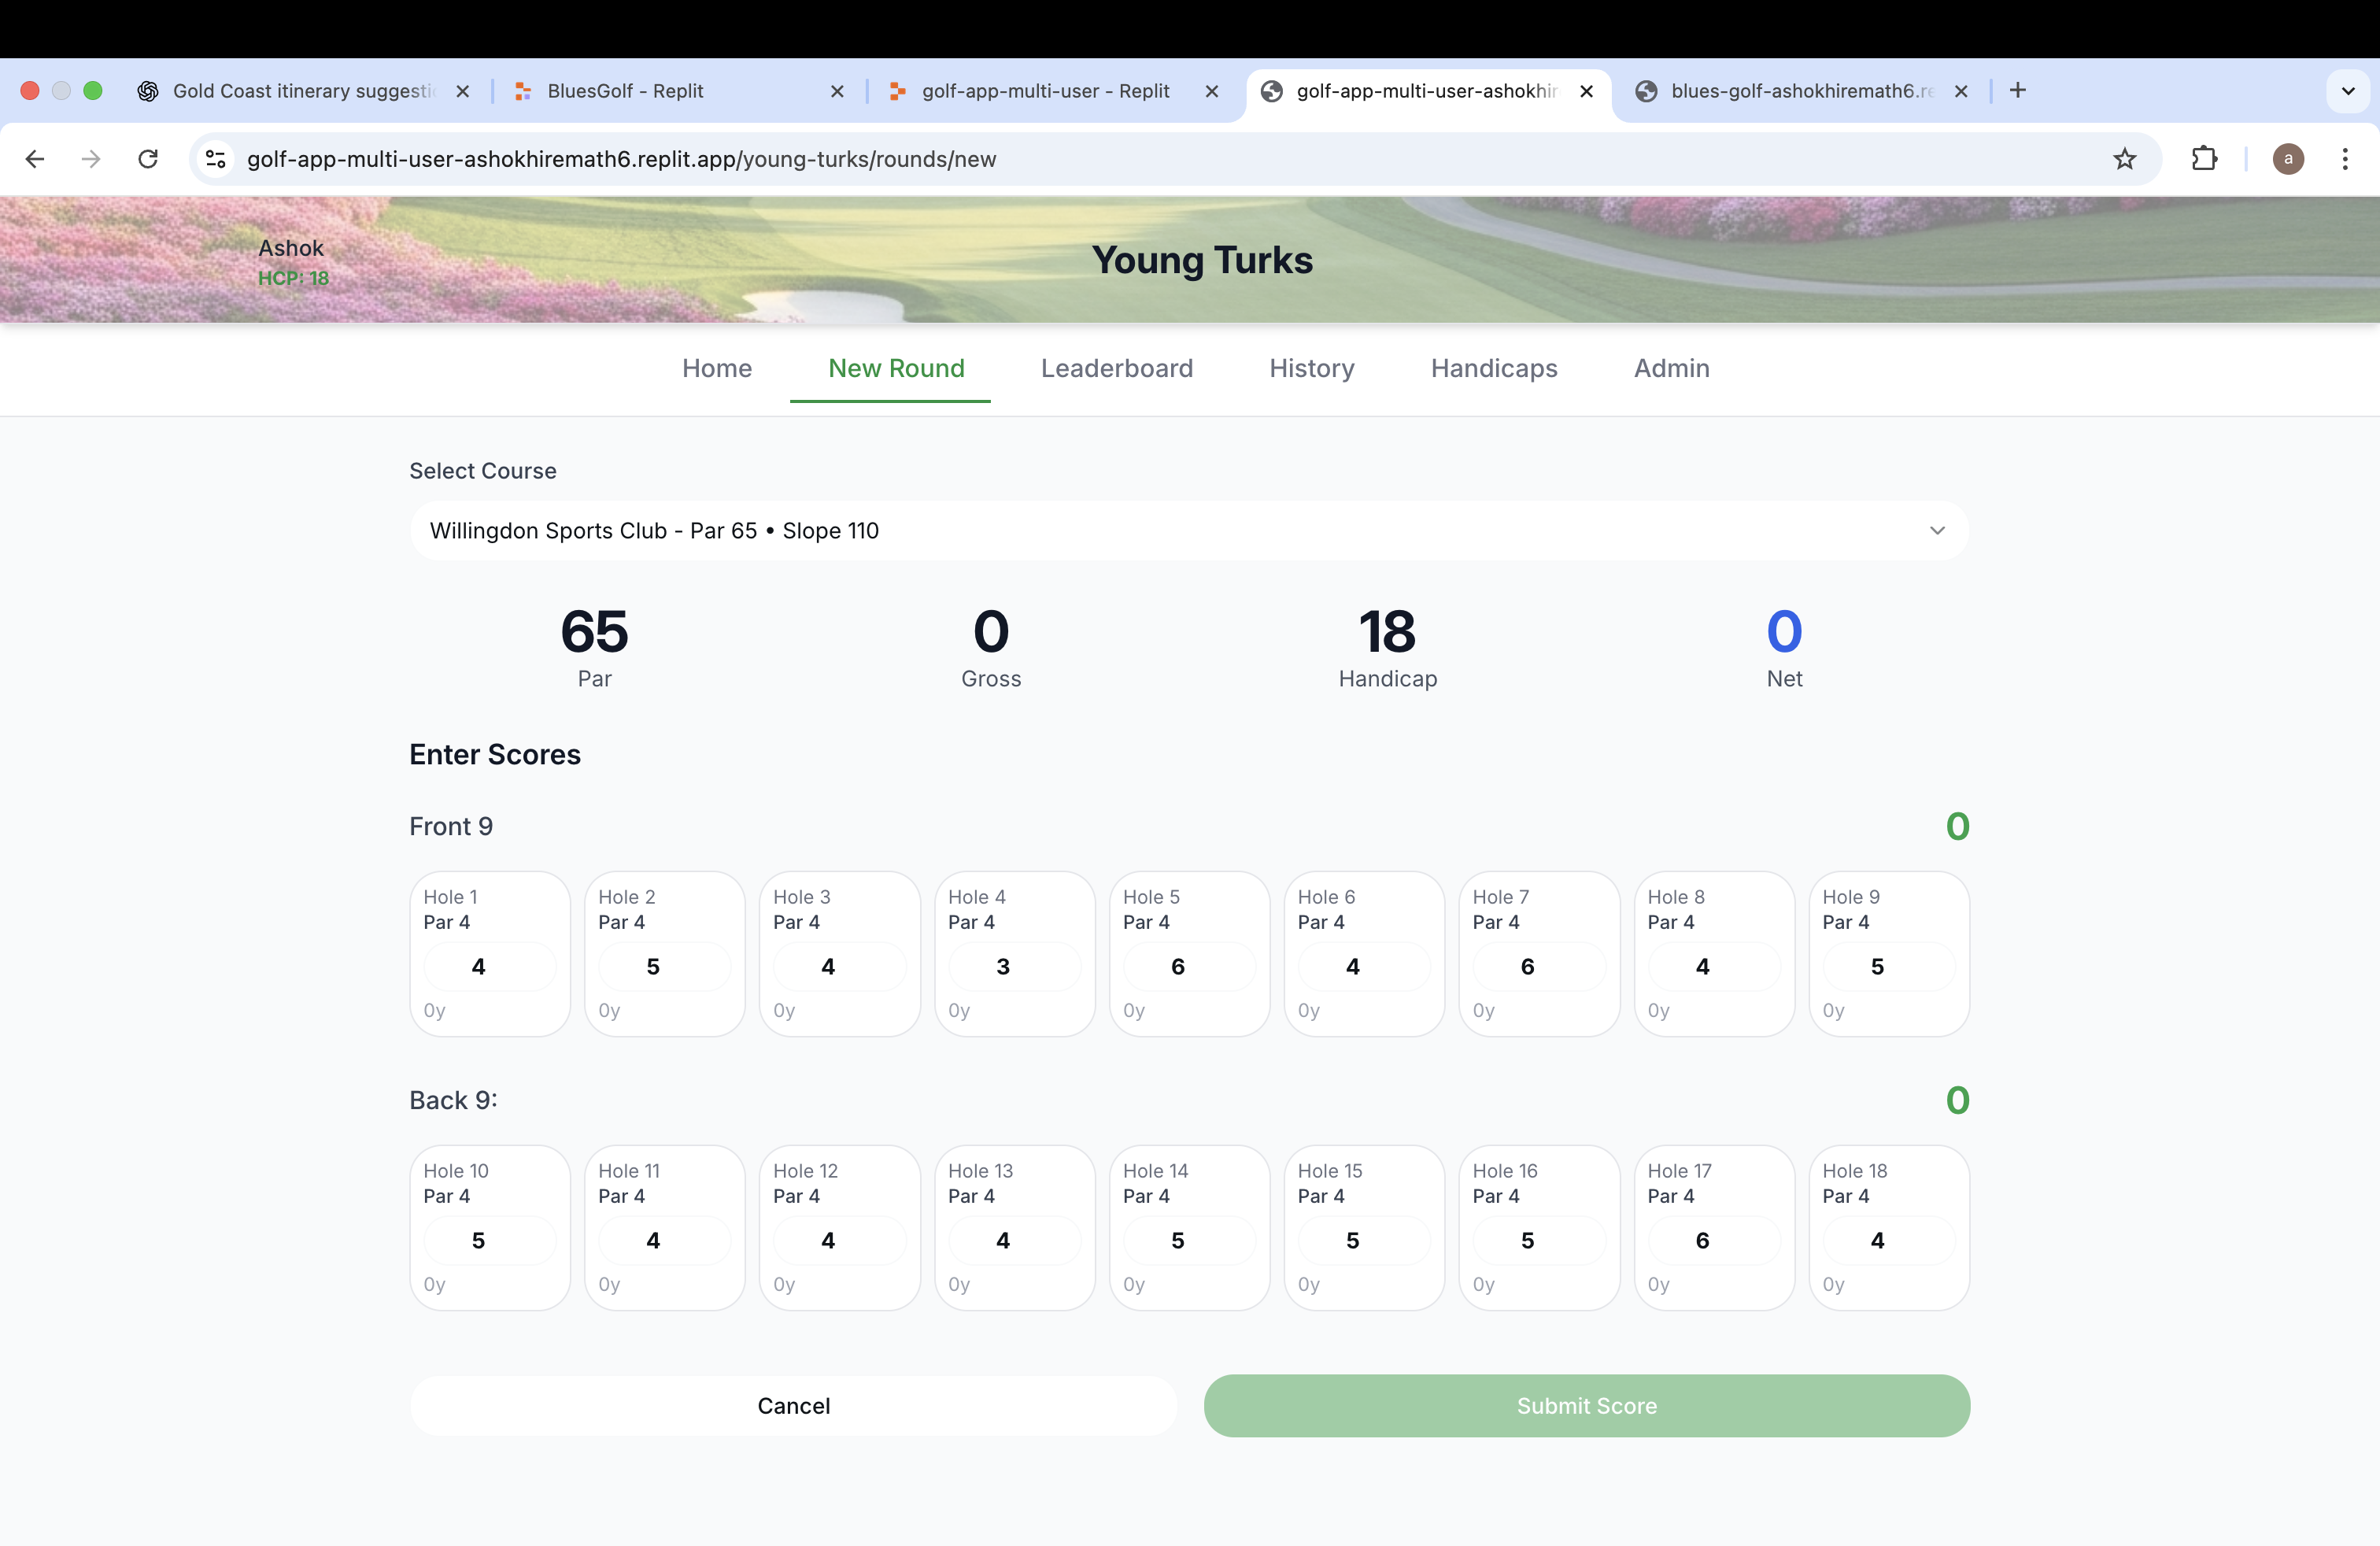 Gold Coast itinerary suggesti
BluesGolf - Replit
golf-app-multi-user - Replit
golf-app-multi-user-ashokhir
blues-golf-ashokhiremath6.re
golf-app-multi-user-ashokhiremath6.replit.app/young-turks/rounds/new
a
Ashok
HCP: 18
Young Turks
Home New Round Leaderboard History Handicaps Admin
Select Course
Willingdon Sports Club - Par 65 • Slope 110
65 0 18 0
Par Gross Handicap Net
Enter Scores
Front 9 0
Hole 1 Hole 2 Hole 3 Hole 4 Hole 5 Hole 6 Hole 7 Hole 8 Hole 9
Par 4 Par 4 Par 4 Par 4 Par 4 Par 4 Par 4 Par 4 Par 4
4 5 4 3 6 4 6 4 5
0y 0y 0y 0y 0y 0y 0y 0y 0y
Back 9: 0
Hole 10 Hole 11 Hole 12 Hole 13 Hole 14 Hole 15 Hole 16 Hole 17 Hole 18
Par 4 Par 4 Par 4 Par 4 Par 4 Par 4 Par 4 Par 4 Par 4
5 4 4 4 5 5 5 6 4
0y 0y 0y 0y 0y 0y 0y 0y 0y
Cancel Submit Score